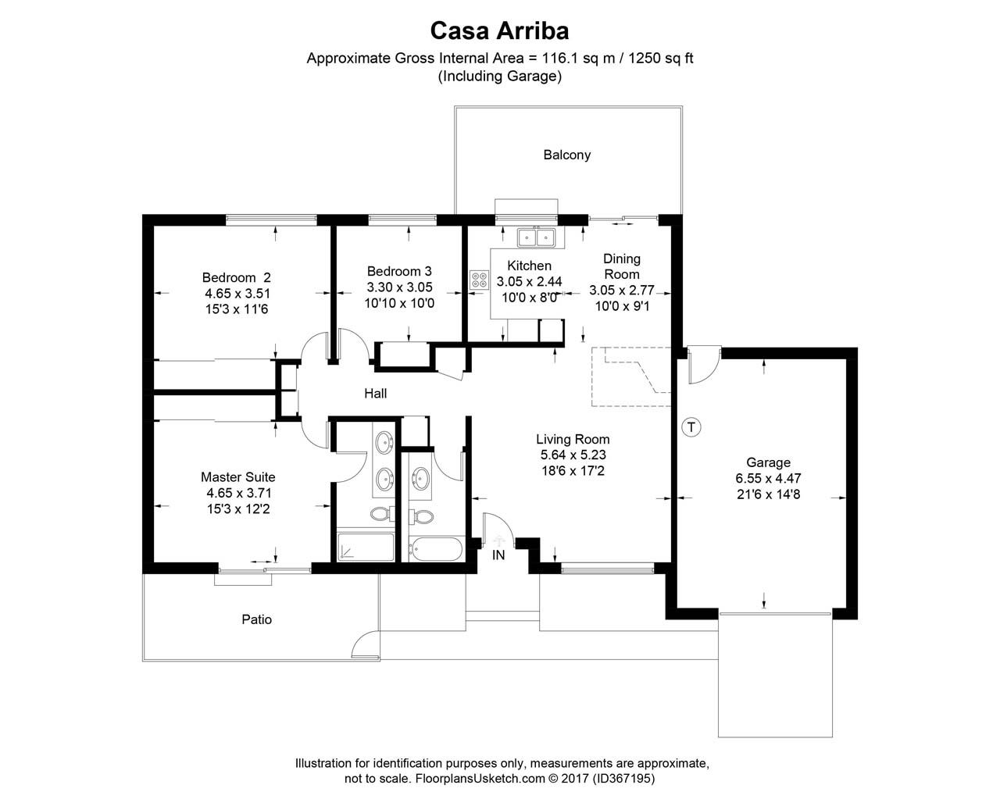 Casa Arriba
Approximate Gross Internal Area = 116.1 sq m / 1250 sq ft
(Including Garage)
Balcony
Bedroom 2
4.65 x 3.51
15'3 x 11'6
Bedroom 3
3.30 x 3.05
10'10 x 10'0
Kitchen
3.05 x 2.44
10'0 x 8'0
Dining
Room
3.05 x 2.77
10'0 x 9'1
Hall
Living Room
5.64 x 5.23
18'6 x 17'2
T
Garage
6.55 x 4.47
21'6 x 14'8
Master Suite
4.65 x 3.71
15'3 x 12'2
IN
Patio
Illustration for identification purposes only, measurements are approximate,
not to scale. FloorplansUsketch.com © 2017 (ID367195)